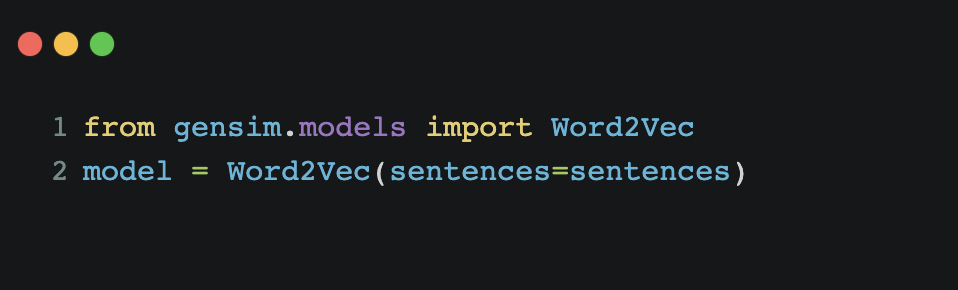 1 from gensim.models import Word2Vec
2 model = Word2Vec(sentences=sentences)